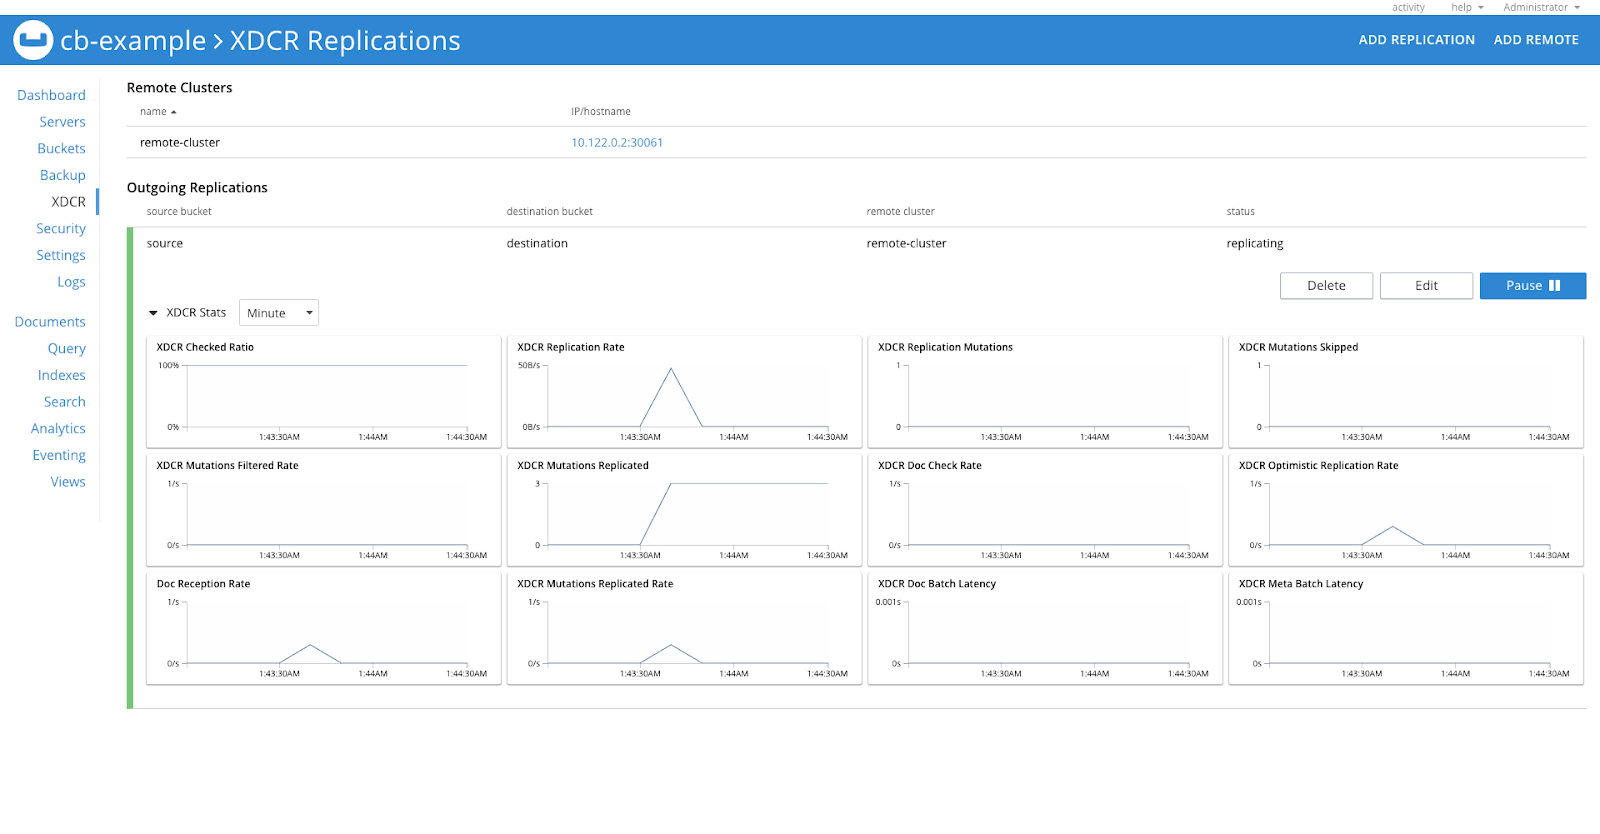 activity help Administrator
cb-example > XDCR Replications ADD REPLICATION ADD REMOTE
Dashboard
Servers
Buckets
Backup
XDCR
Security
Settings
Logs
Documents
Query
Indexes
Search
Analytics
Eventing
Views
Remote Clusters
name IP/hostname
remote-cluster 10.122.0.2:30061
Outgoing Replications
source bucket destination bucket remote cluster status
source destination remote-cluster replicating
Delete Edit Pause
XDCR Stats Minute
XDCR Checked Ratio
100%
0%
1:43:30AM 1:44AM 1:44:30AM
XDCR Replication Rate
50B/s
0B/s
1:43:30AM 1:44AM 1:44:30AM
XDCR Replication Mutations
1
0
1:43:30AM 1:44AM 1:44:30AM
XDCR Mutations Skipped
1
0
1:43:30AM 1:44AM 1:44:30AM
XDCR Mutations Filtered Rate
1/s
0/s
1:43:30AM 1:44AM 1:44:30AM
XDCR Mutations Replicated
3
0
1:43:30AM 1:44AM 1:44:30AM
XDCR Doc Check Rate
1/s
0/s
1:43:30AM 1:44AM 1:44:30AM
XDCR Optimistic Replication Rate
1/s
0/s
1:43:30AM 1:44AM 1:44:30AM
Doc Reception Rate
1/s
0/s
1:43:30AM 1:44AM 1:44:30AM
XDCR Mutations Replicated Rate
1/s
0/s
1:43:30AM 1:44AM 1:44:30AM
XDCR Doc Batch Latency
0.001s
0s
1:43:30AM 1:44AM 1:44:30AM
XDCR Meta Batch Latency
0.001s
0s
1:43:30AM 1:44AM 1:44:30AM